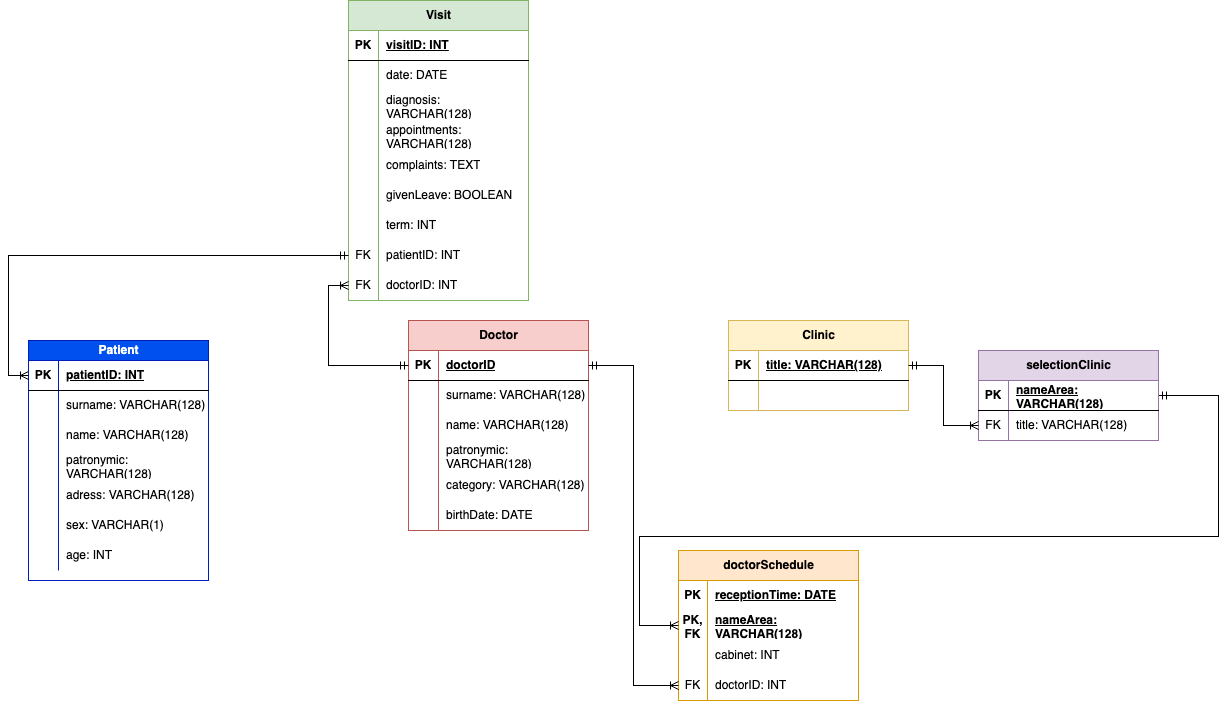 Visit
PK visitID: INT
date: DATE
diagnosis:
VARCHAR(128)
appointments:
VARCHAR(128)
complaints: TEXT
givenLeave: BOOLEAN
term: INT
FK patientID: INT
FK doctorID: INT
Patient
PK patientID: INT
surname: VARCHAR(128)
name: VARCHAR(128)
patronymic:
VARCHAR(128)
adress: VARCHAR(128)
sex: VARCHAR(1)
age: INT
Doctor
PK doctorID
surname: VARCHAR(128)
name: VARCHAR(128)
patronymic:
VARCHAR(128)
category: VARCHAR(128)
birthDate: DATE
Clinic
PK title: VARCHAR(128)
selectionClinic
PK nameArea:
VARCHAR(128)
FK title: VARCHAR(128)
doctorSchedule
PK receptionTime: DATE
PK, nameArea:
FK VARCHAR(128)
cabinet: INT
FK doctorID: INT